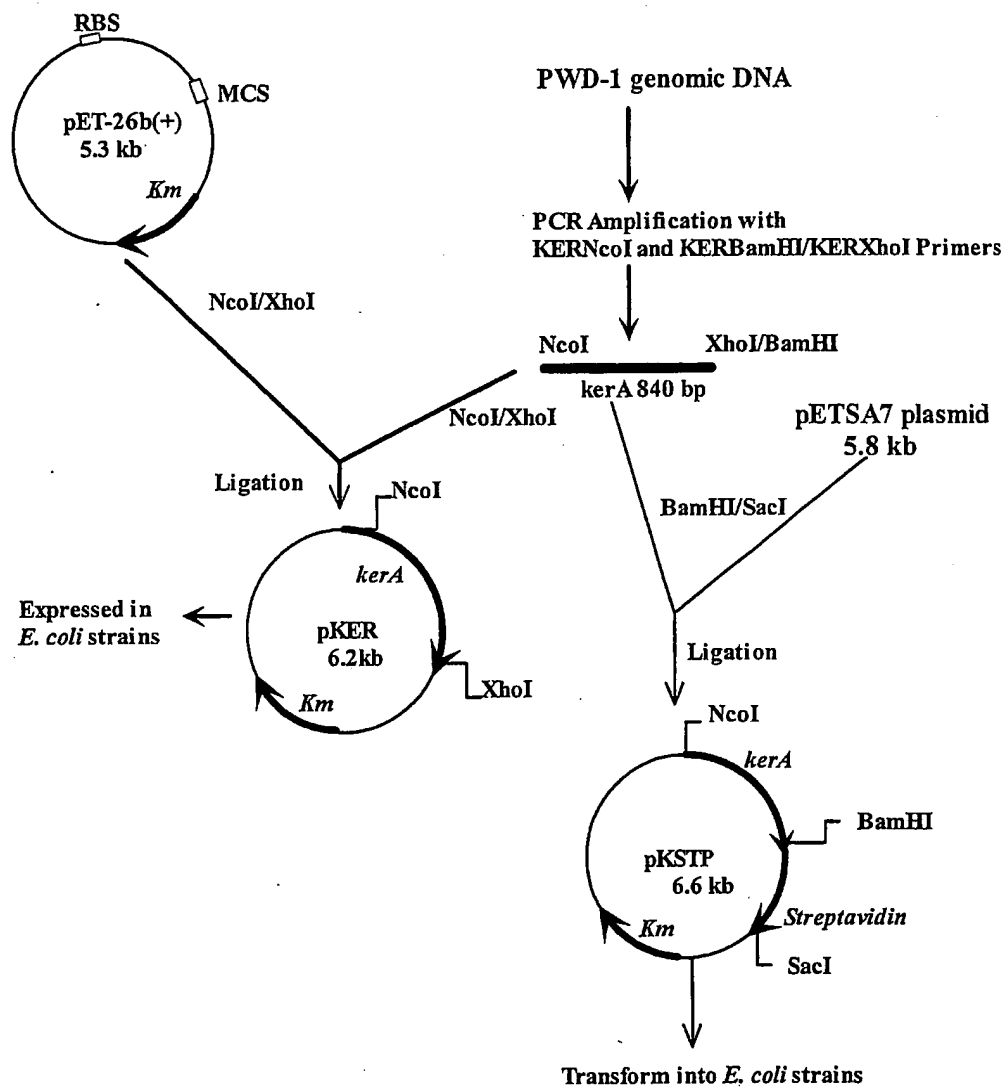 RBS
MCS
pET-26b(+)
5.3 kb
Km
PWD-1 genomic DNA
PCR Amplification with
KERNcoI and KERBamHI/KERXhoI Primers
NcoI/XhoI
NcoI
XhoI/BamHI
kerA 840 bp
NcoI/XhoI
pETSA7 plasmid
5.8 kb
Ligation
BamHI/SacI
NcoI
kerA
pKER
6.2kb
Km
XhoI
Expressed in
E. coli strains
Ligation
NcoI
kerA
BamHI
pKSTP
6.6 kb
Streptavidin
Km
SacI
Transform into E. coli strains